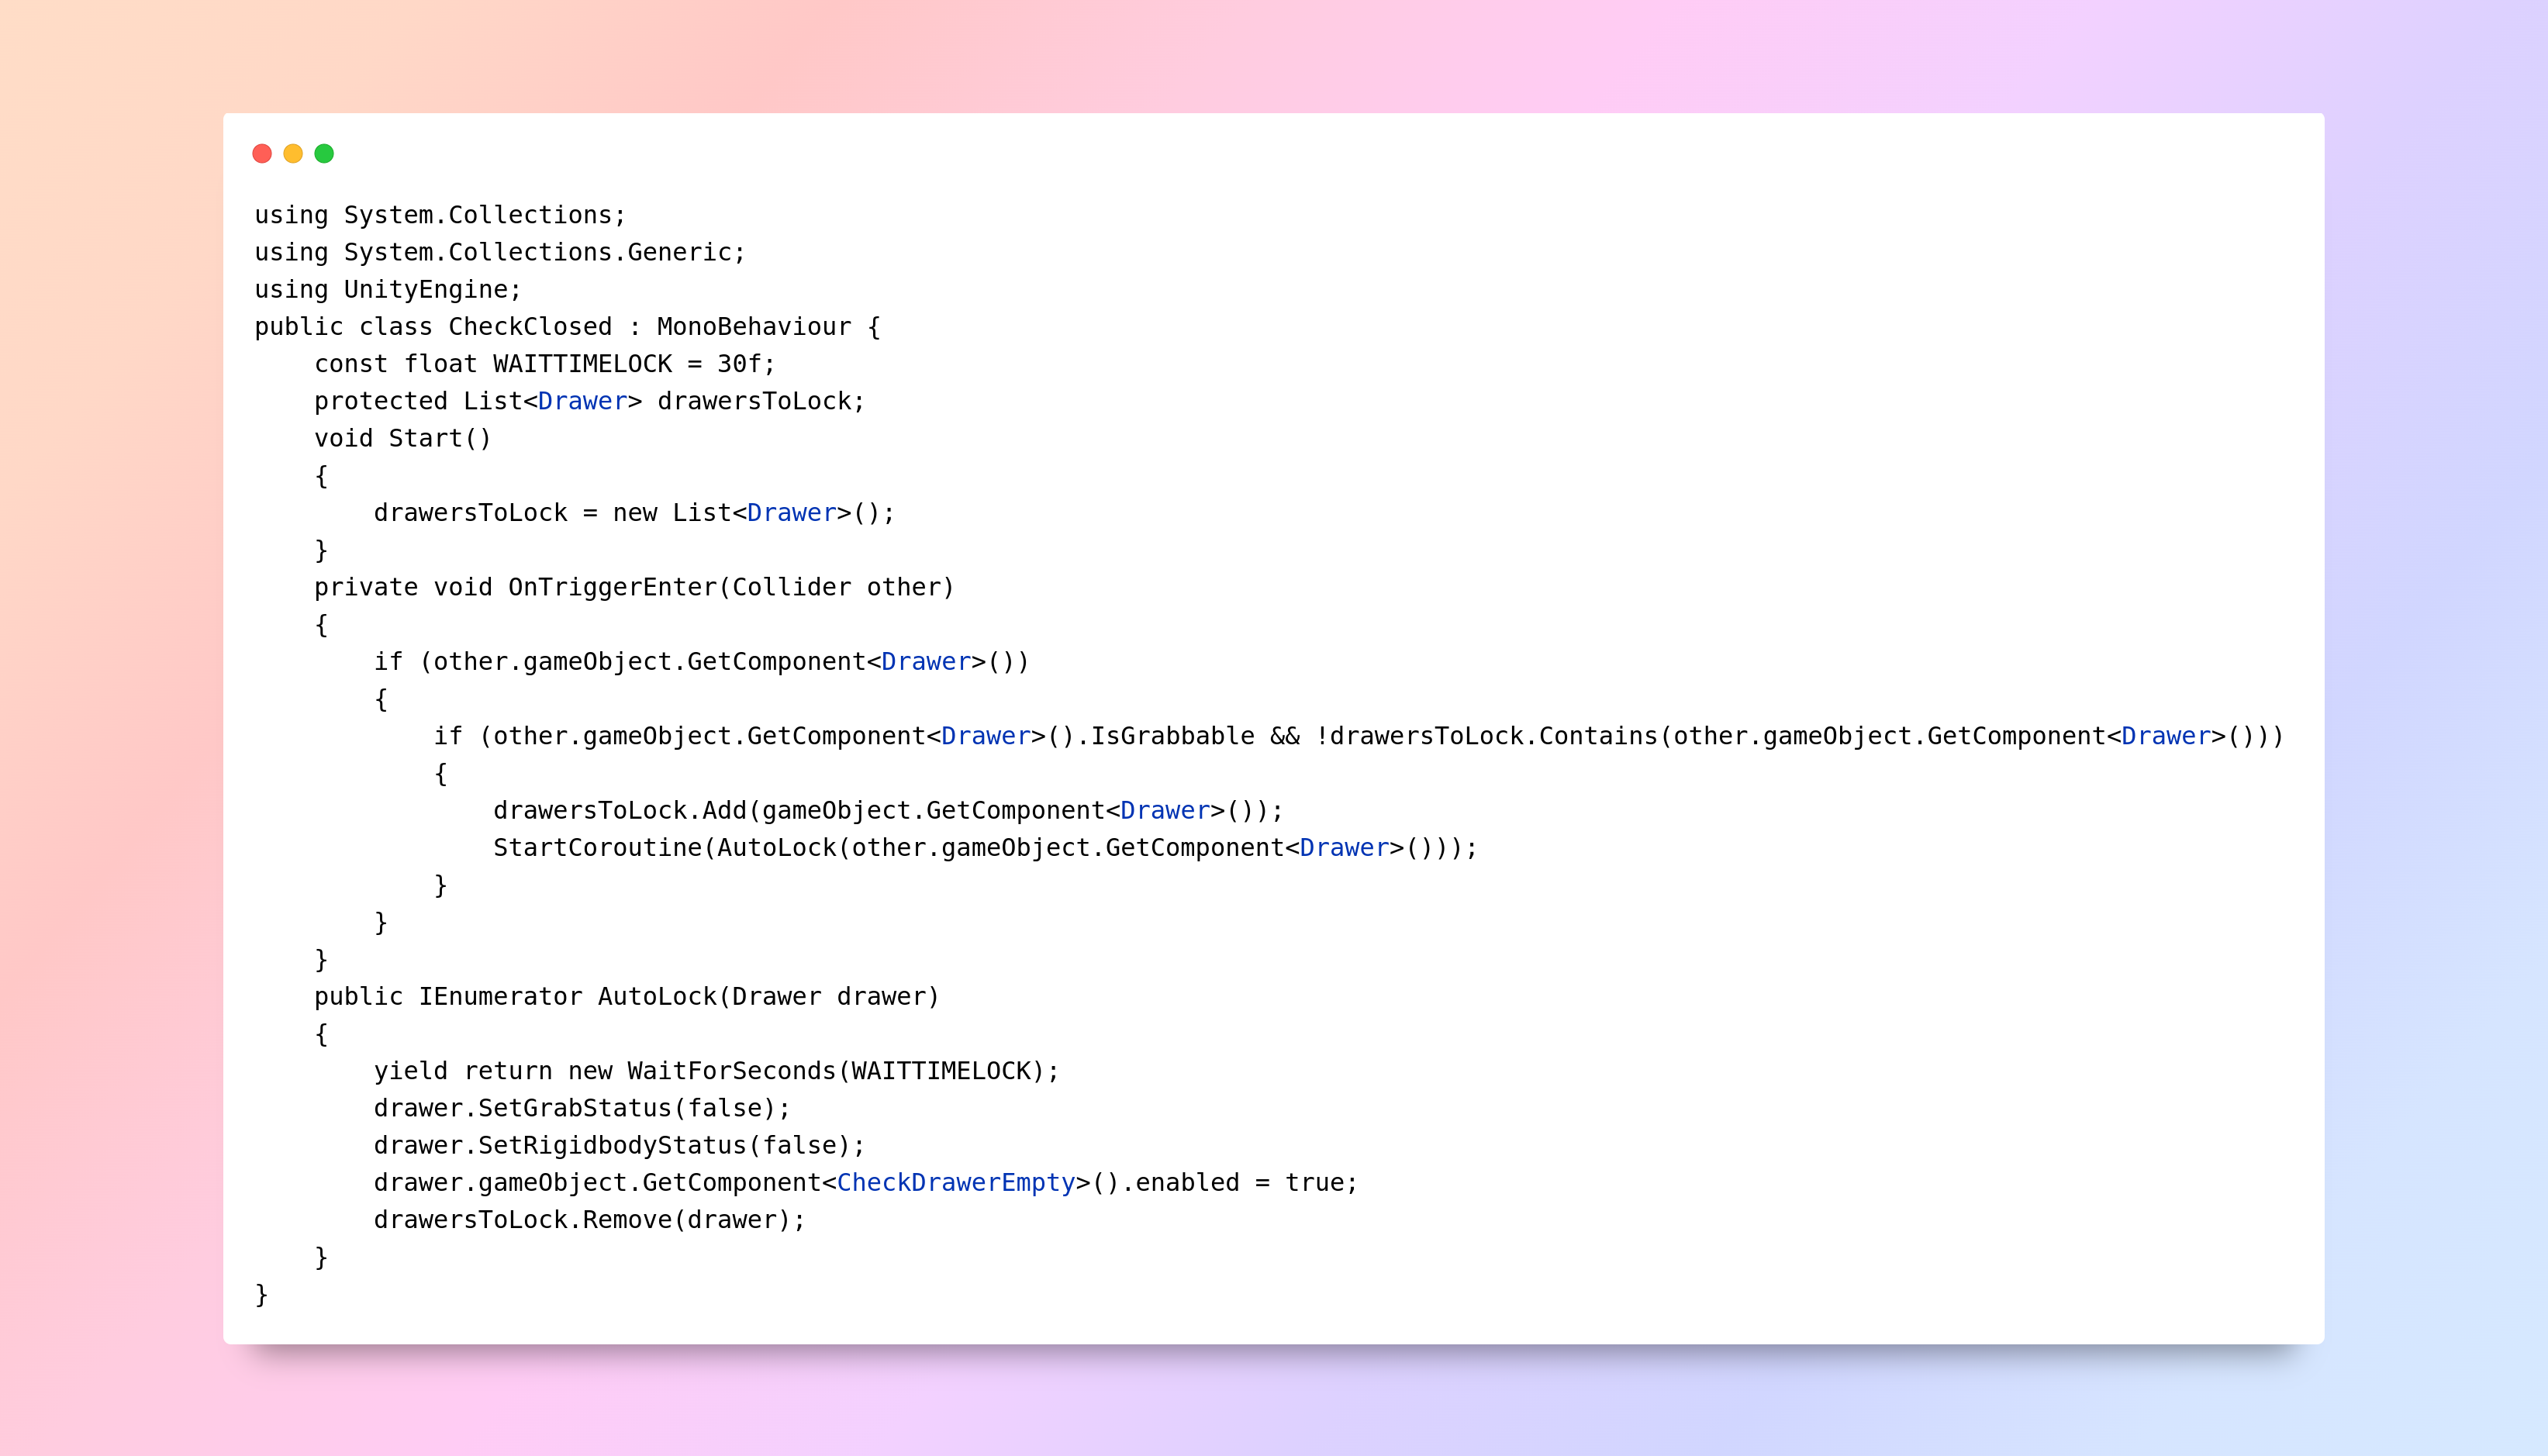 using System.Collections;
using System.Collections.Generic;
using UnityEngine;
public class CheckClosed : MonoBehaviour {
    const float WAITTIMELOCK = 30f;
    protected List<Drawer> drawersToLock;
    void Start()
    {
        drawersToLock = new List<Drawer>();
    }
    private void OnTriggerEnter(Collider other)
    {
        if (other.gameObject.GetComponent<Drawer>())
        {
            if (other.gameObject.GetComponent<Drawer>().IsGrabbable && !drawersToLock.Contains(other.gameObject.GetComponent<Drawer>()))
            {
                drawersToLock.Add(gameObject.GetComponent<Drawer>());
                StartCoroutine(AutoLock(other.gameObject.GetComponent<Drawer>()));
            }
        }
    }
    public IEnumerator AutoLock(Drawer drawer)
    {
        yield return new WaitForSeconds(WAITTIMELOCK);
        drawer.SetGrabStatus(false);
        drawer.SetRigidbodyStatus(false);
        drawer.gameObject.GetComponent<CheckDrawerEmpty>().enabled = true;
        drawersToLock.Remove(drawer);
    }
}